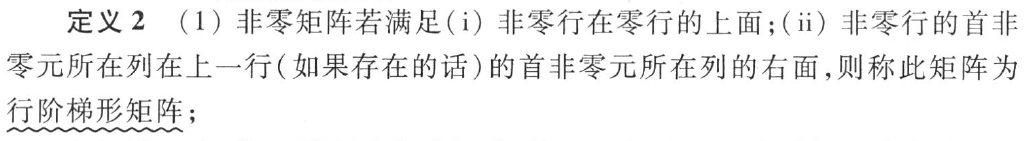 定义2 (1) 非零矩阵若满足(i) 非零行在零行的上面;(ii) 非零行的首非
零元所在列在上一行(如果存在的话)的首非零元所在列的右面,则称此矩阵为
行阶梯形矩阵;